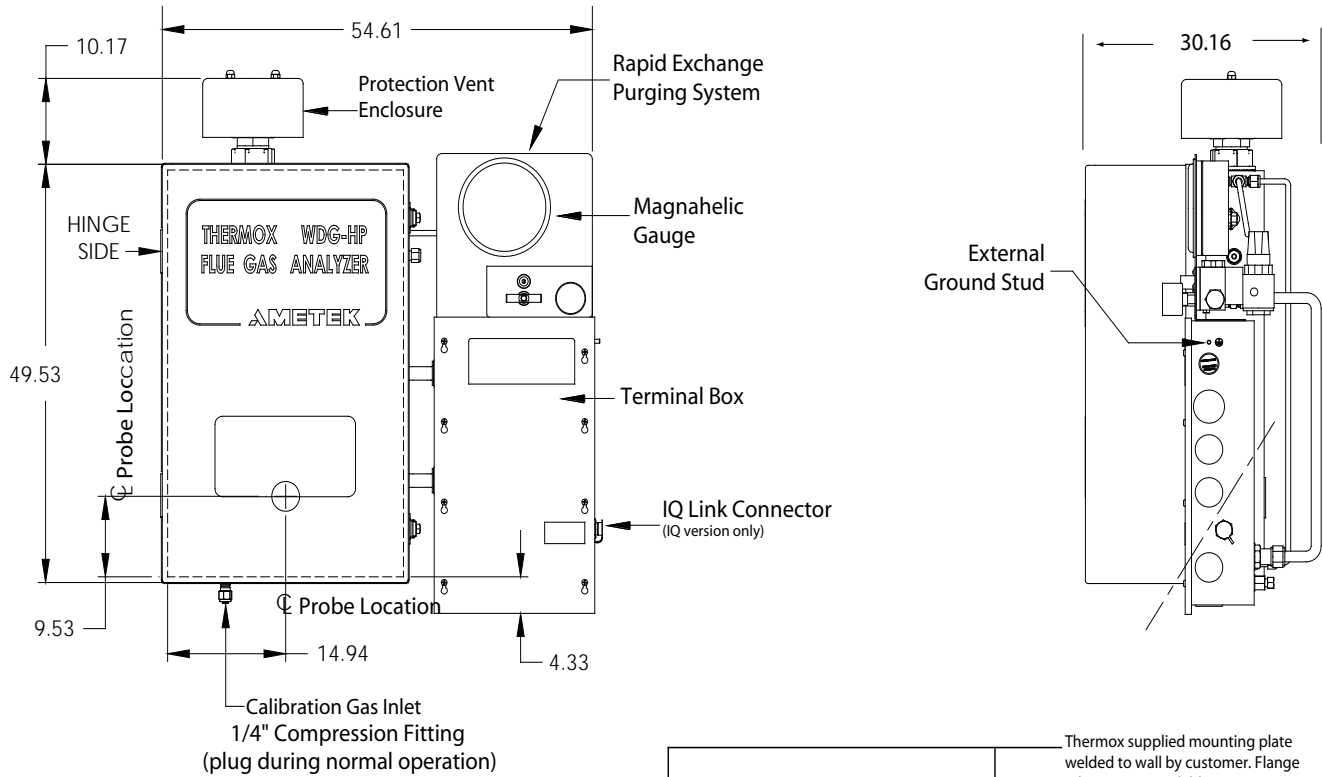 54.61
10.17
Protection Vent
Enclosure
Rapid Exchange
Purging System
30.16
HINGE
SIDE
THERMOX WDG-HP
FLUE GAS ANALYZER
AMETEK
Magnahelic
Gauge
External
Ground Stud
49.53
℄ Probe Loccation
Terminal Box
IQ Link Connector
(IQ version only)
℄ Probe Location
9.53
14.94
4.33
Calibration Gas Inlet
1/4" Compression Fitting
(plug during normal operation)
Thermox supplied mounting plate
welded to wall by customer. Flange